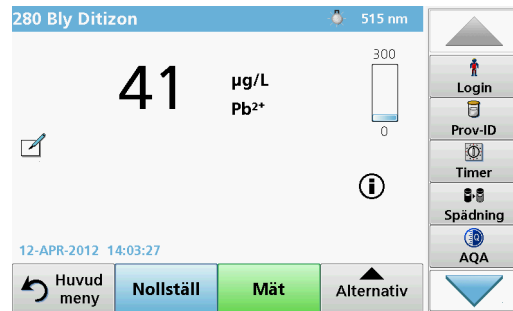 280 Bly Ditizon
515 nm
41
µg/L
Pb²⁺
300
0
12-APR-2012 14:03:27
Huvud
meny
Nollställ
Mät
Alternativ
Login
Prov-ID
Timer
Spädning
AQA